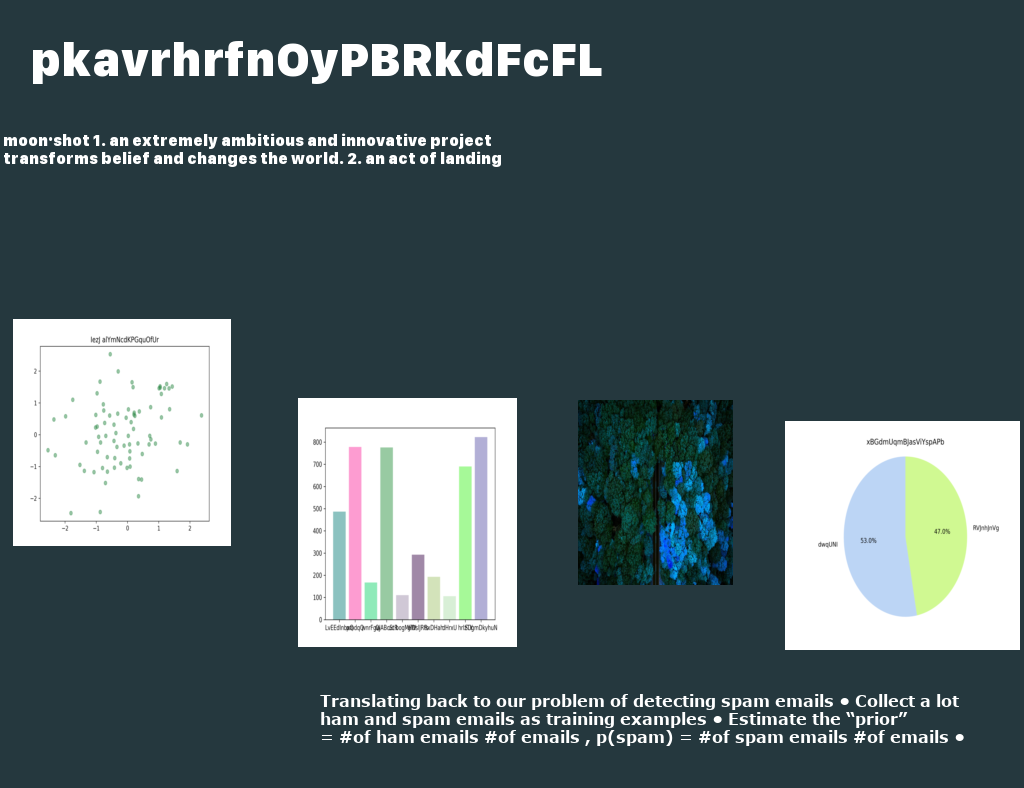 pkavrhrfnOyPBRkdFcFL
moon·shot 1. an extremely ambitious and innovative project
transforms belief and changes the world. 2. an act of landing
2
1
0
−1
−2
−2
−1
0
1
2
800
700
600
500
400
300
200
100
0
xBGdmUqmBJasViYspAPb
dwqUNI
53.0%
47.0%
RVJnhJnVg
Translating back to our problem of detecting spam emails • Collect a lot
ham and spam emails as training examples • Estimate the “prior”
= #of ham emails #of emails , p(spam) = #of spam emails #of emails •